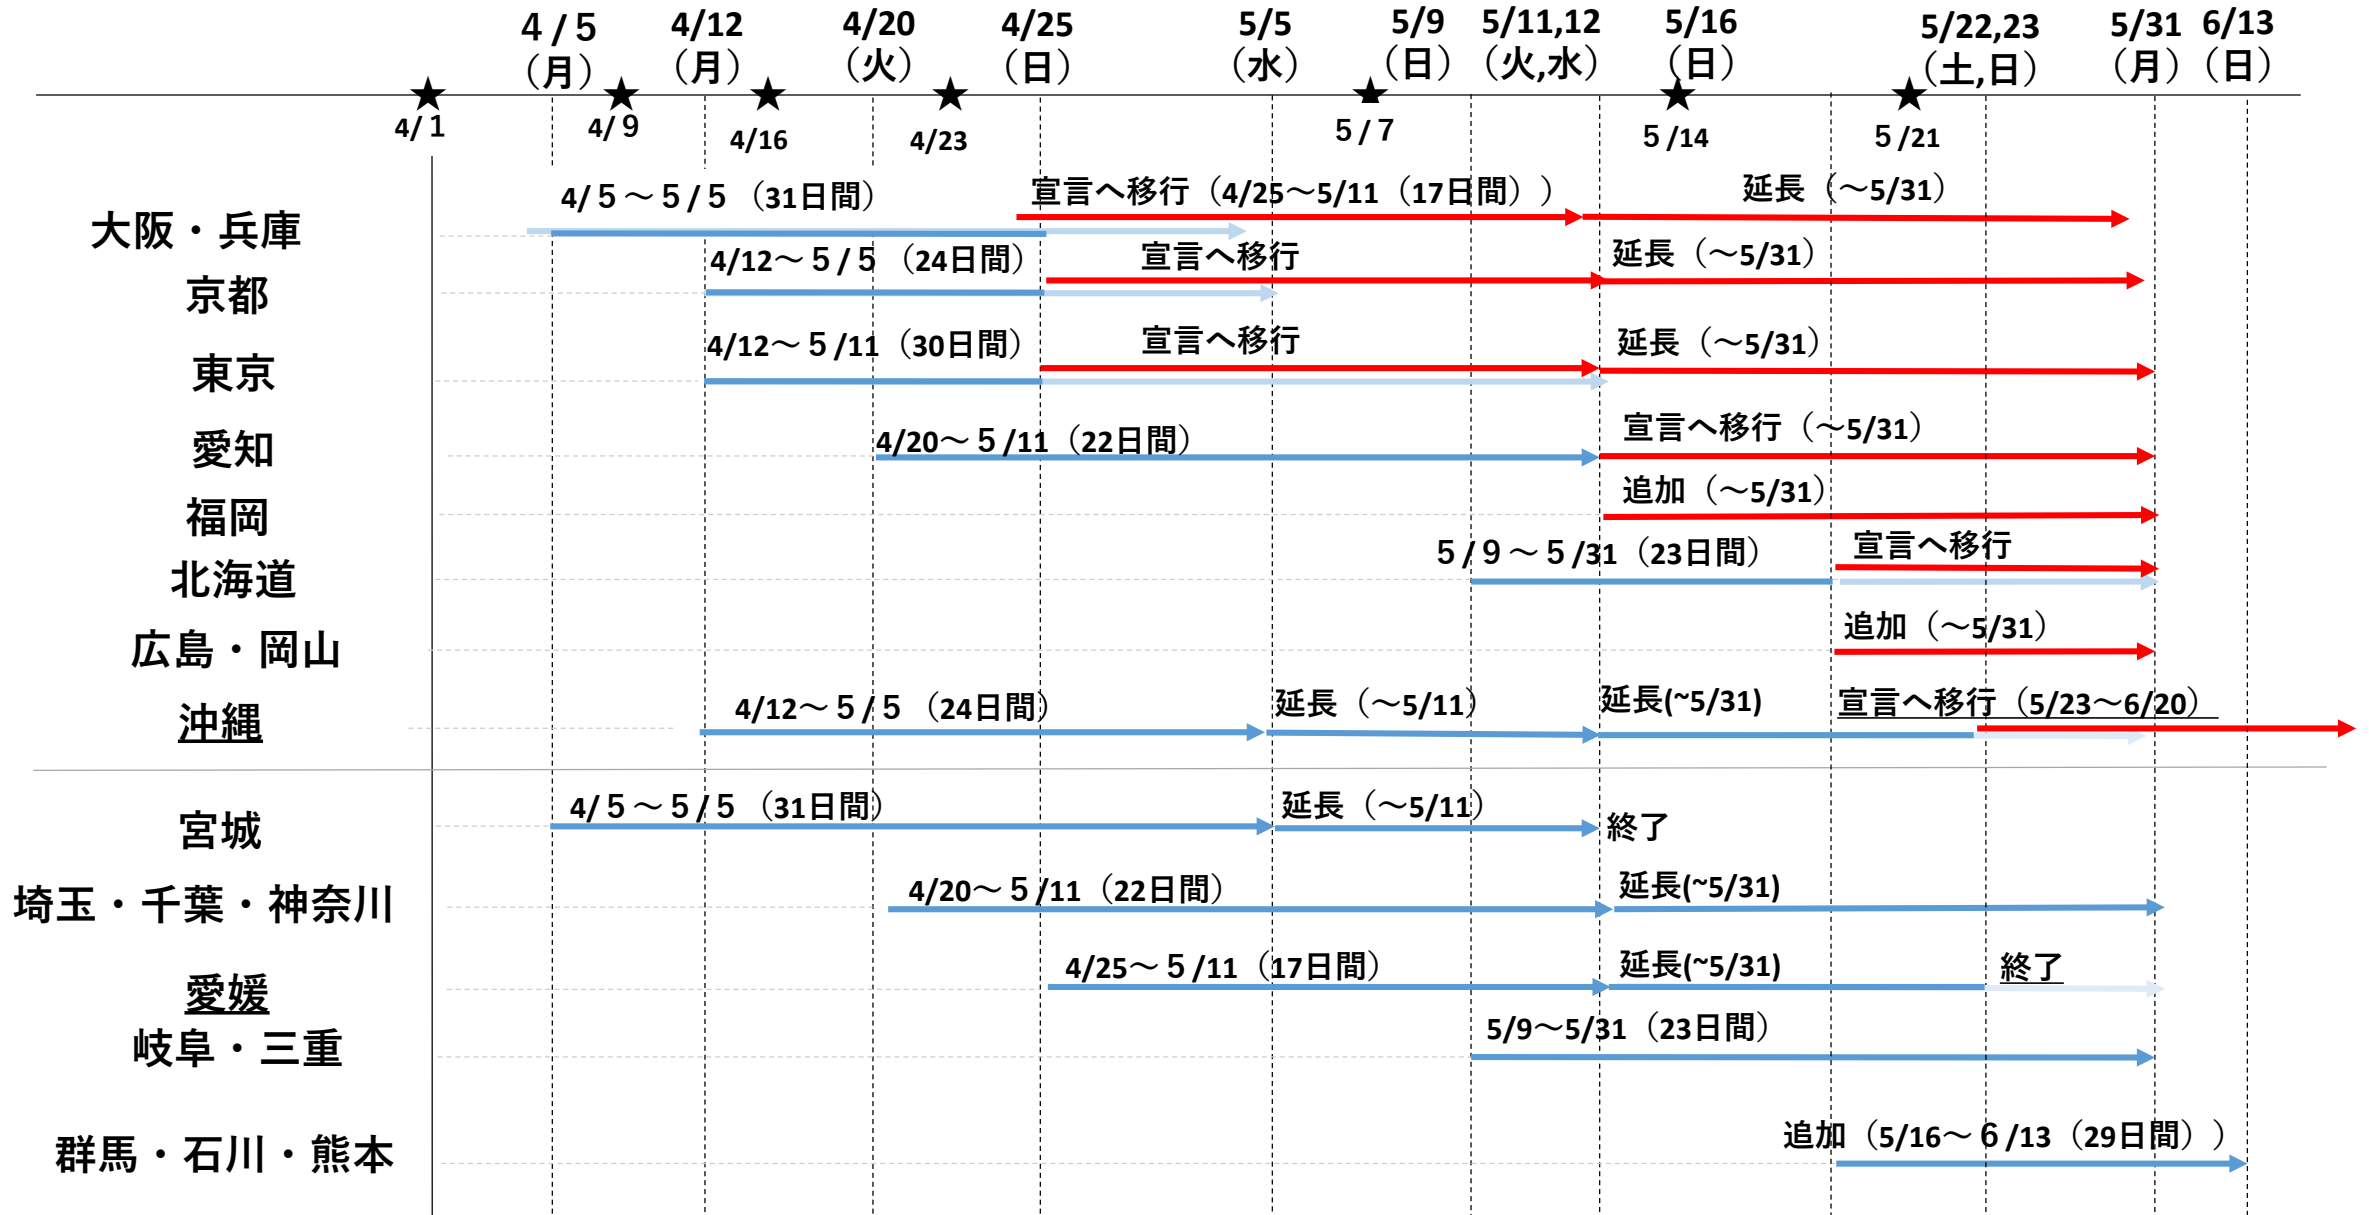 ４/５ 4/12 4/20 4/25 5/5 5/9 5/11,12 5/16 5/22,23 5/31 6/13
（月） （月） （火） （日） （水） （日） （火,水） （日） （土,日） （月） （日）
★ ★ ★ ★ ★ ★ ★
4/１ 4/９ 4/16 4/23 ５/７ ５/14 ５/21
4/５～５/５（31日間） 宣言へ移行（4/25～5/11（17日間）） 延長（～5/31）
大阪・兵庫
4/12～５/５（24日間） 宣言へ移行 延長（～5/31）
京都
4/12～５/11（30日間） 宣言へ移行 延長（～5/31）
東京
4/20～５/11（22日間） 宣言へ移行（～5/31）
愛知
追加（～5/31）
福岡
５/９～５/31（23日間） 宣言へ移行
北海道
追加（～5/31）
広島・岡山
4/12～５/５（24日間） 延長（～5/11） 延長(~5/31) 宣言へ移行（5/23～6/20）
沖縄
4/５～５/５（31日間） 延長（～5/11）
宮城 終了
4/20～５/11（22日間） 延長(~5/31)
埼玉・千葉・神奈川
4/25～５/11（17日間） 延長(~5/31) 終了
愛媛
5/9～5/31（23日間）
岐阜・三重
追加（5/16～６/13（29日間））
群馬・石川・熊本